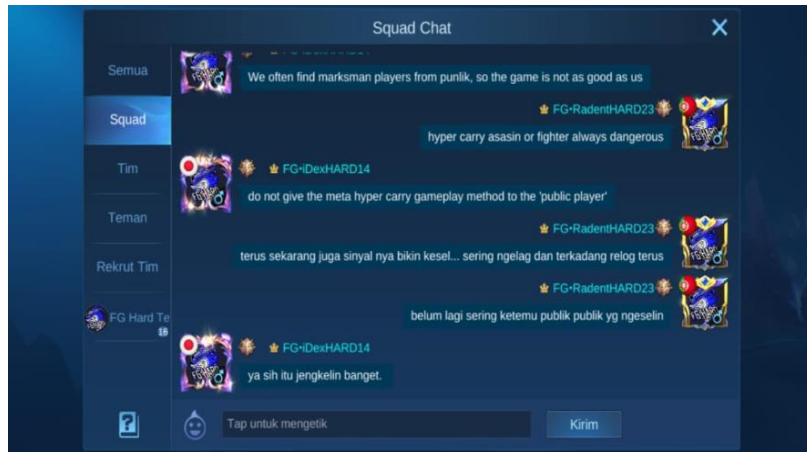 Squad Chat
Semua
Squad
Tim
Teman
Rekrut Tim
FG Hard Te
16
We often find marksman players from punlik, so the game is not as good as us
FG•RadentHARD23
hyper carry asasin or fighter always dangerous
FG•iDexHARD14
do not give the meta hyper carry gameplay method to the 'public player'
FG•RadentHARD23
terus sekarang juga sinyal nya bikin kesel... sering ngelag dan terkadang relog terus
FG•RadentHARD23
belum lagi sering ketemu publik publik yg ngeselin
FG•iDexHARD14
ya sih itu jengkelin banget.
Tap untuk mengetik
Kirim